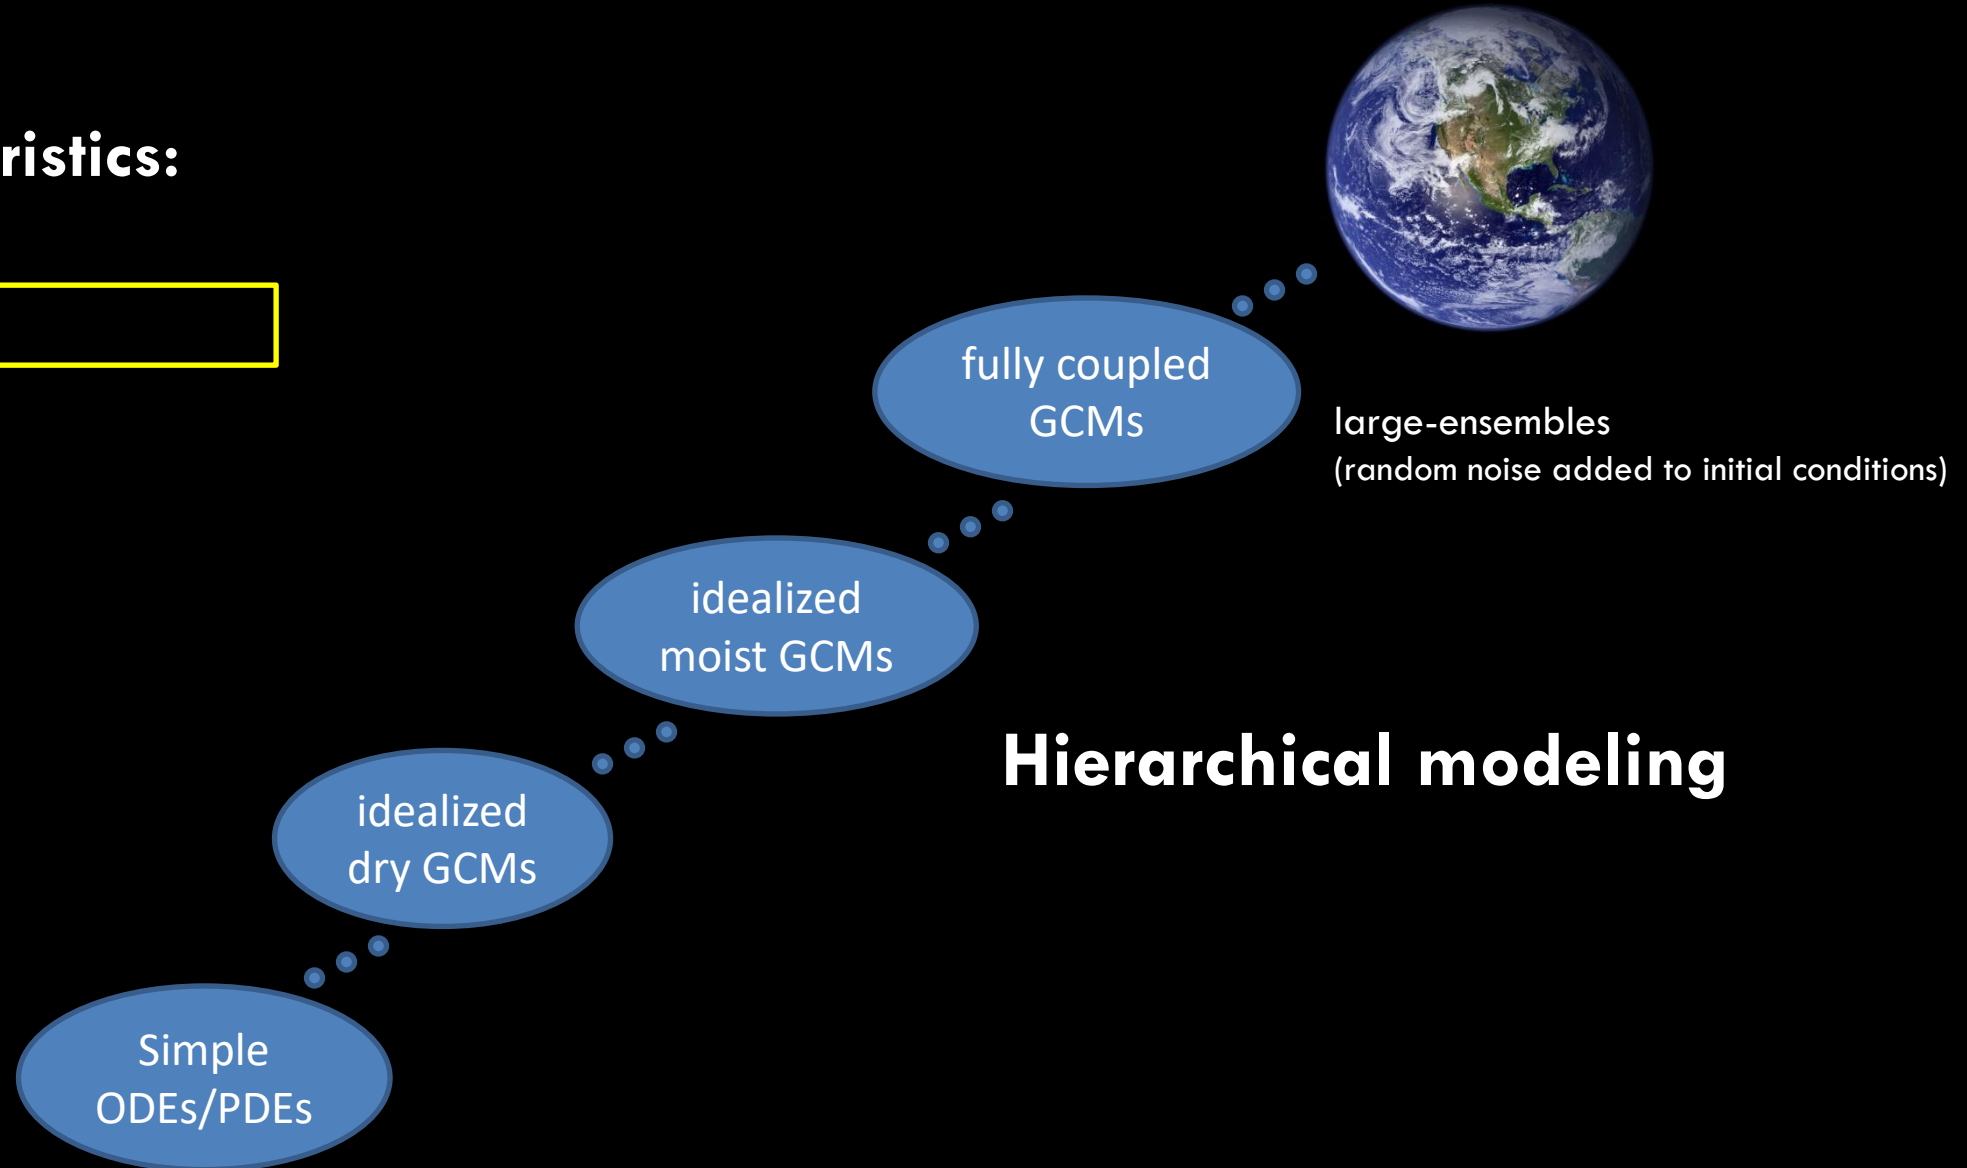 ristics:
fully coupled
GCMs
large-ensembles
(random noise added to initial conditions)
idealized
moist GCMs
Hierarchical modeling
idealized
dry GCMs
Simple
ODEs/PDEs